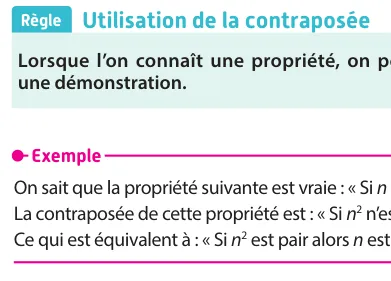 Règle Utilisation de la contraposée
Lorsque l'on connaît une propriété, on
une démonstration.
Exemple
On sait que la propriété suivante est vraie : « Si n
La contraposée de cette propriété est : « Si n² n'es
Ce qui est équivalent à : « Si n² est pair alors n est